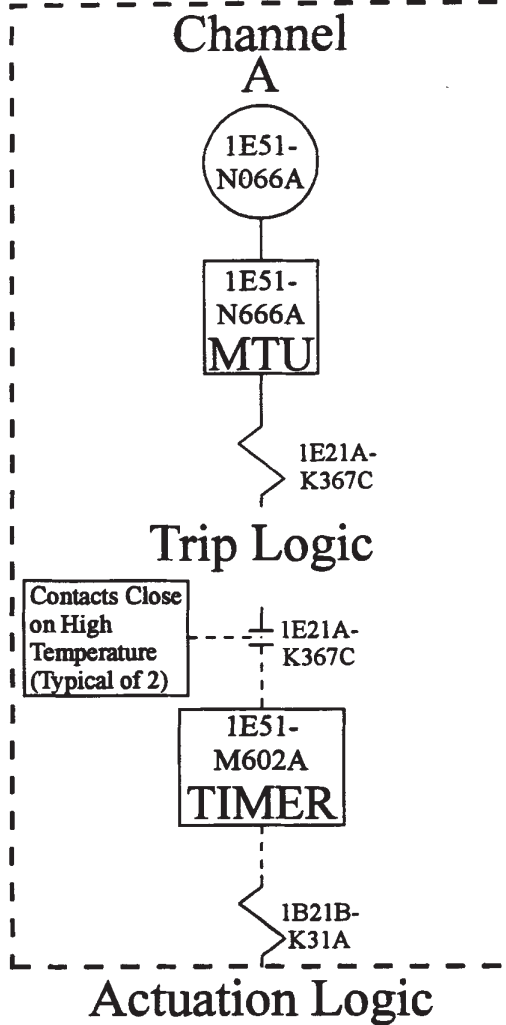 Channel
A
1E51-
N066A
1E51-
N666A
MTU
1E21A-
K367C
Trip Logic
Contacts Close
on High
Temperature
(Typical of 2)
1E21A-
K367C
1E51-
M602A
TIMER
1B21B-
K31A
Actuation Logic